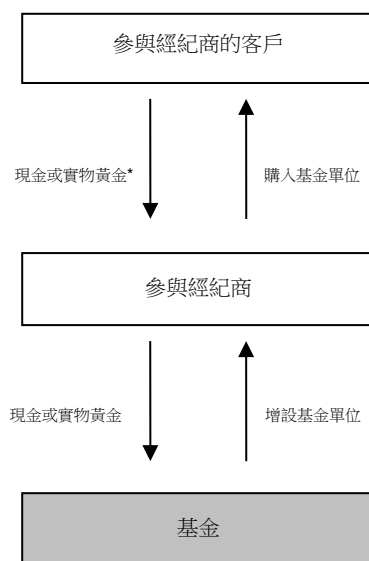 參與經紀商的客戶
現金或實物黃金*
購入基金單位
參與經紀商
現金或實物黃金
增設基金單位
基金